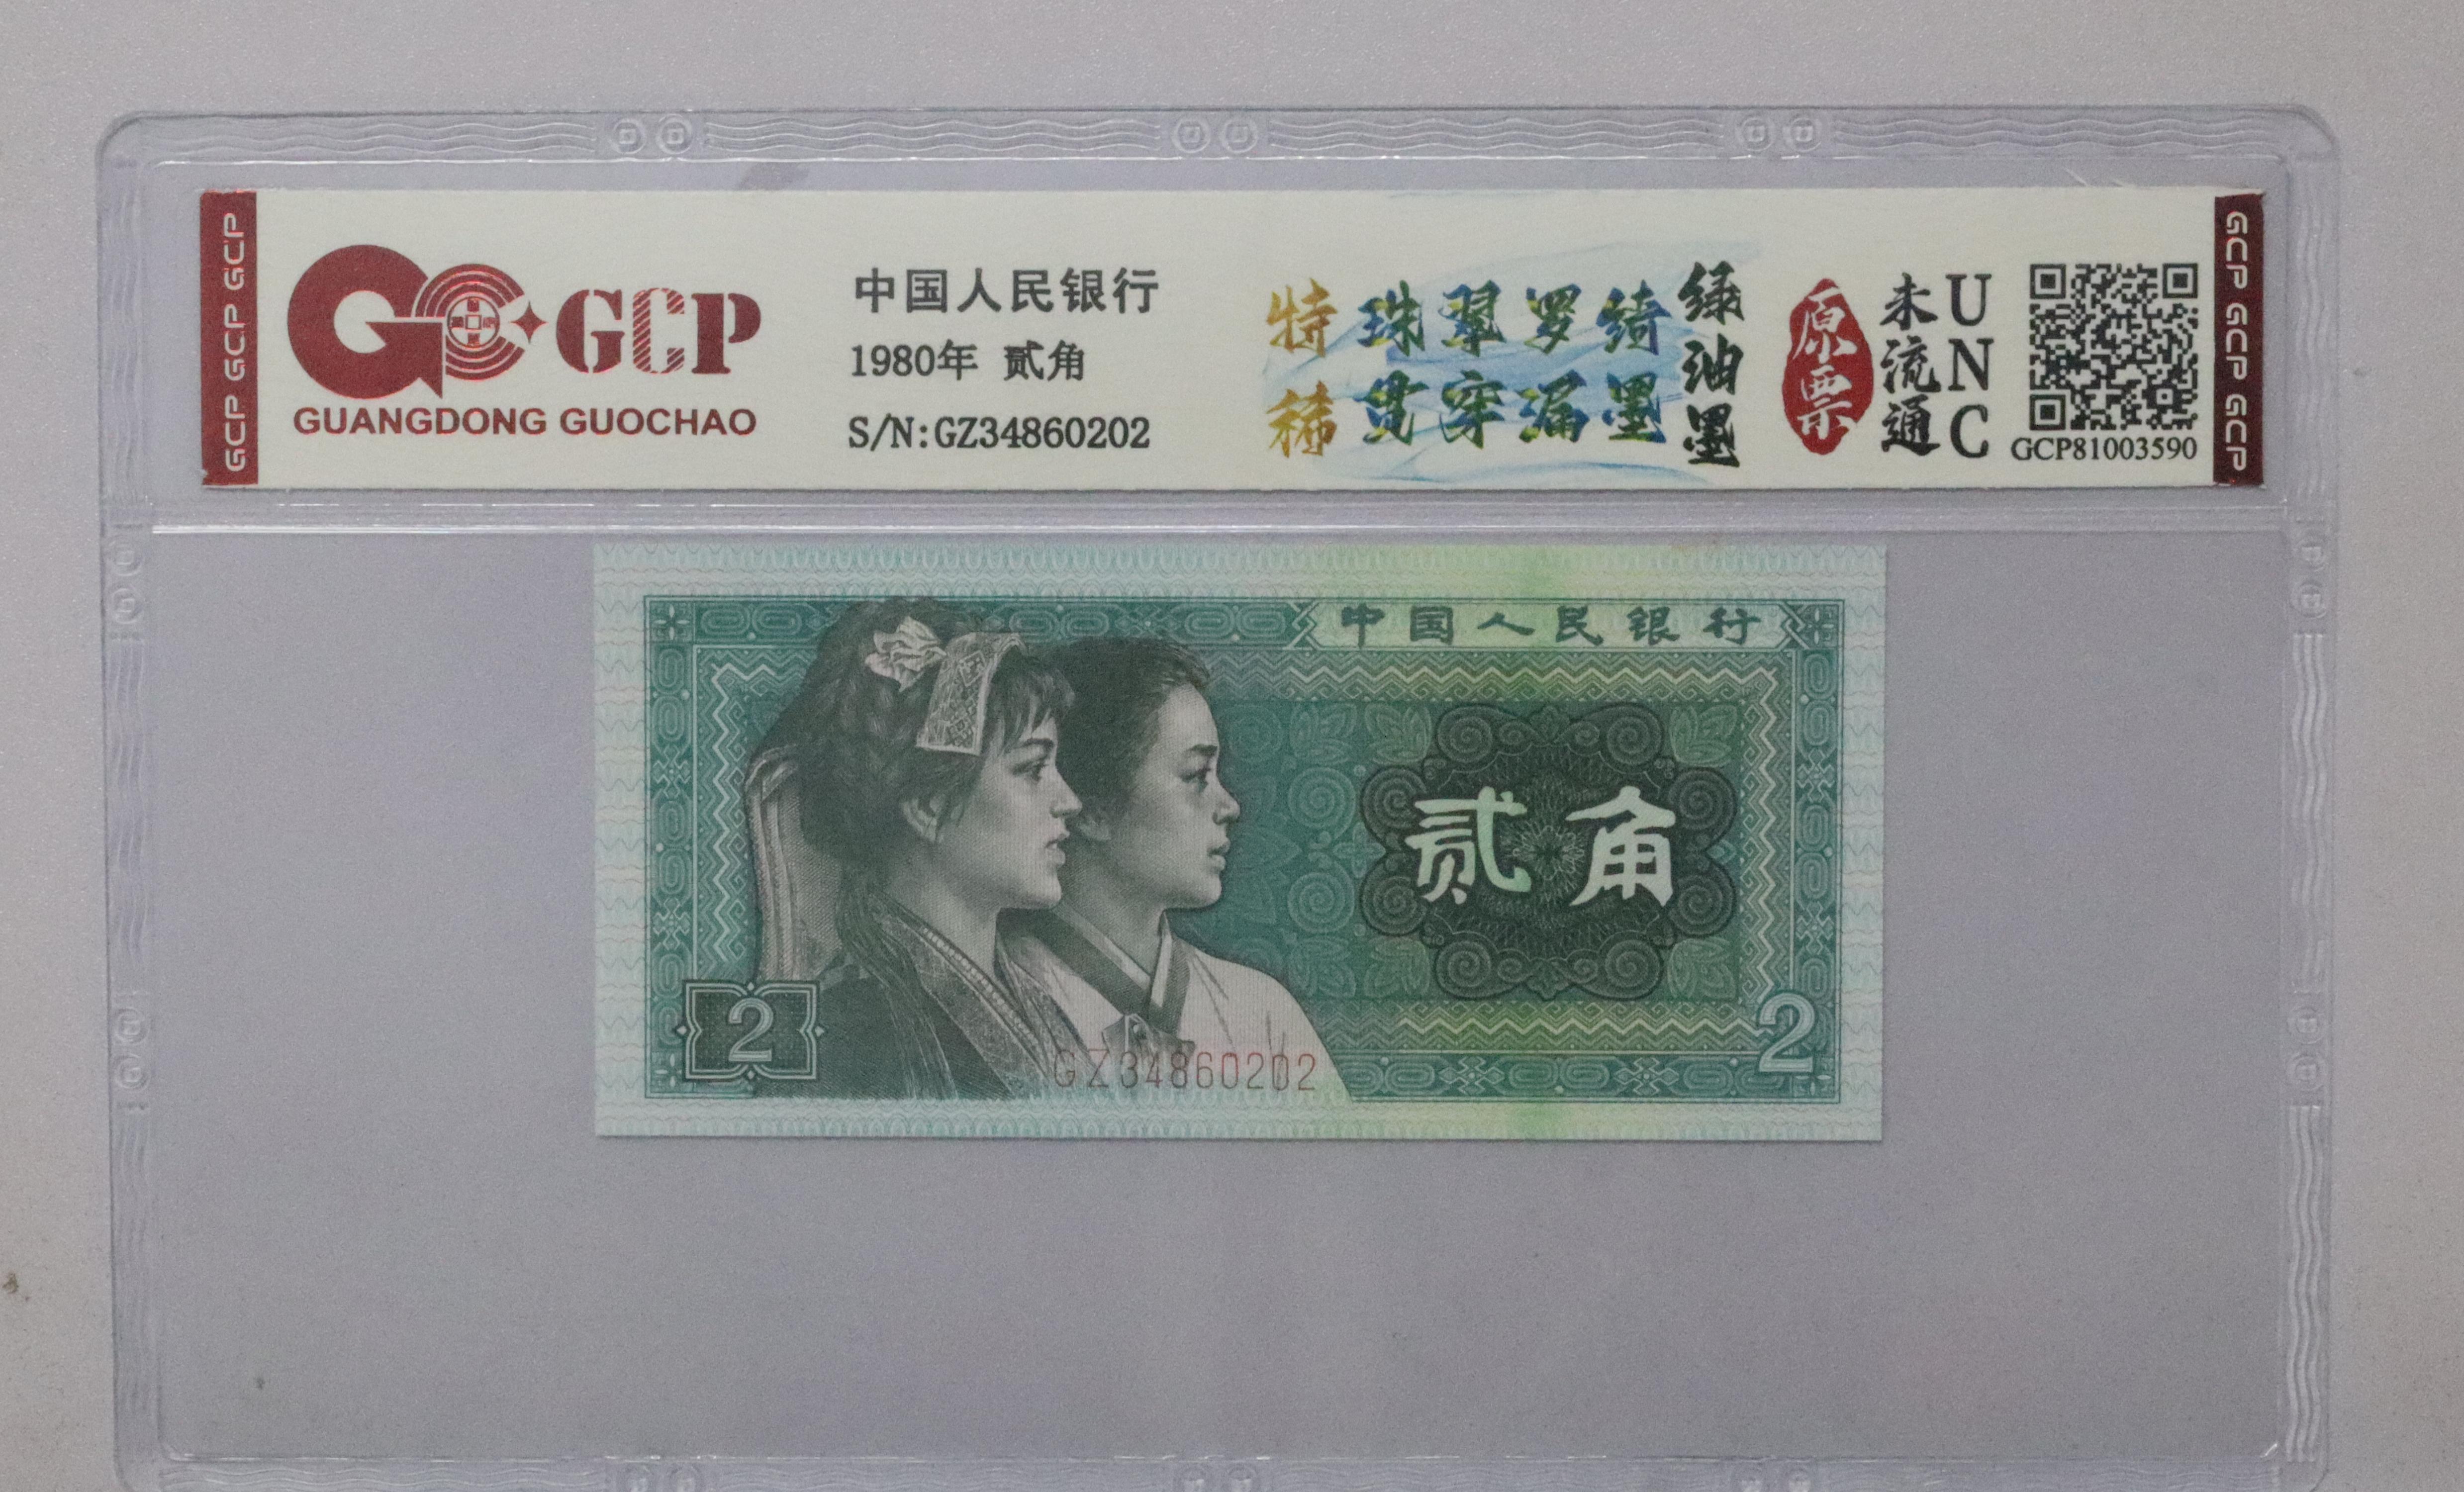 GCP GCP GCP GCP
GCP
GUANGDONG GUOCHAO
中国人民银行
1980年 贰角
S/N:GZ34860202
特稀
珠翠罗绮
贯穿漏墨
绿油墨
原票
未流通
UNC
GCP81003590
GCP GCP GCP GCP
中国人民银行
贰角
2
2
GZ34860202